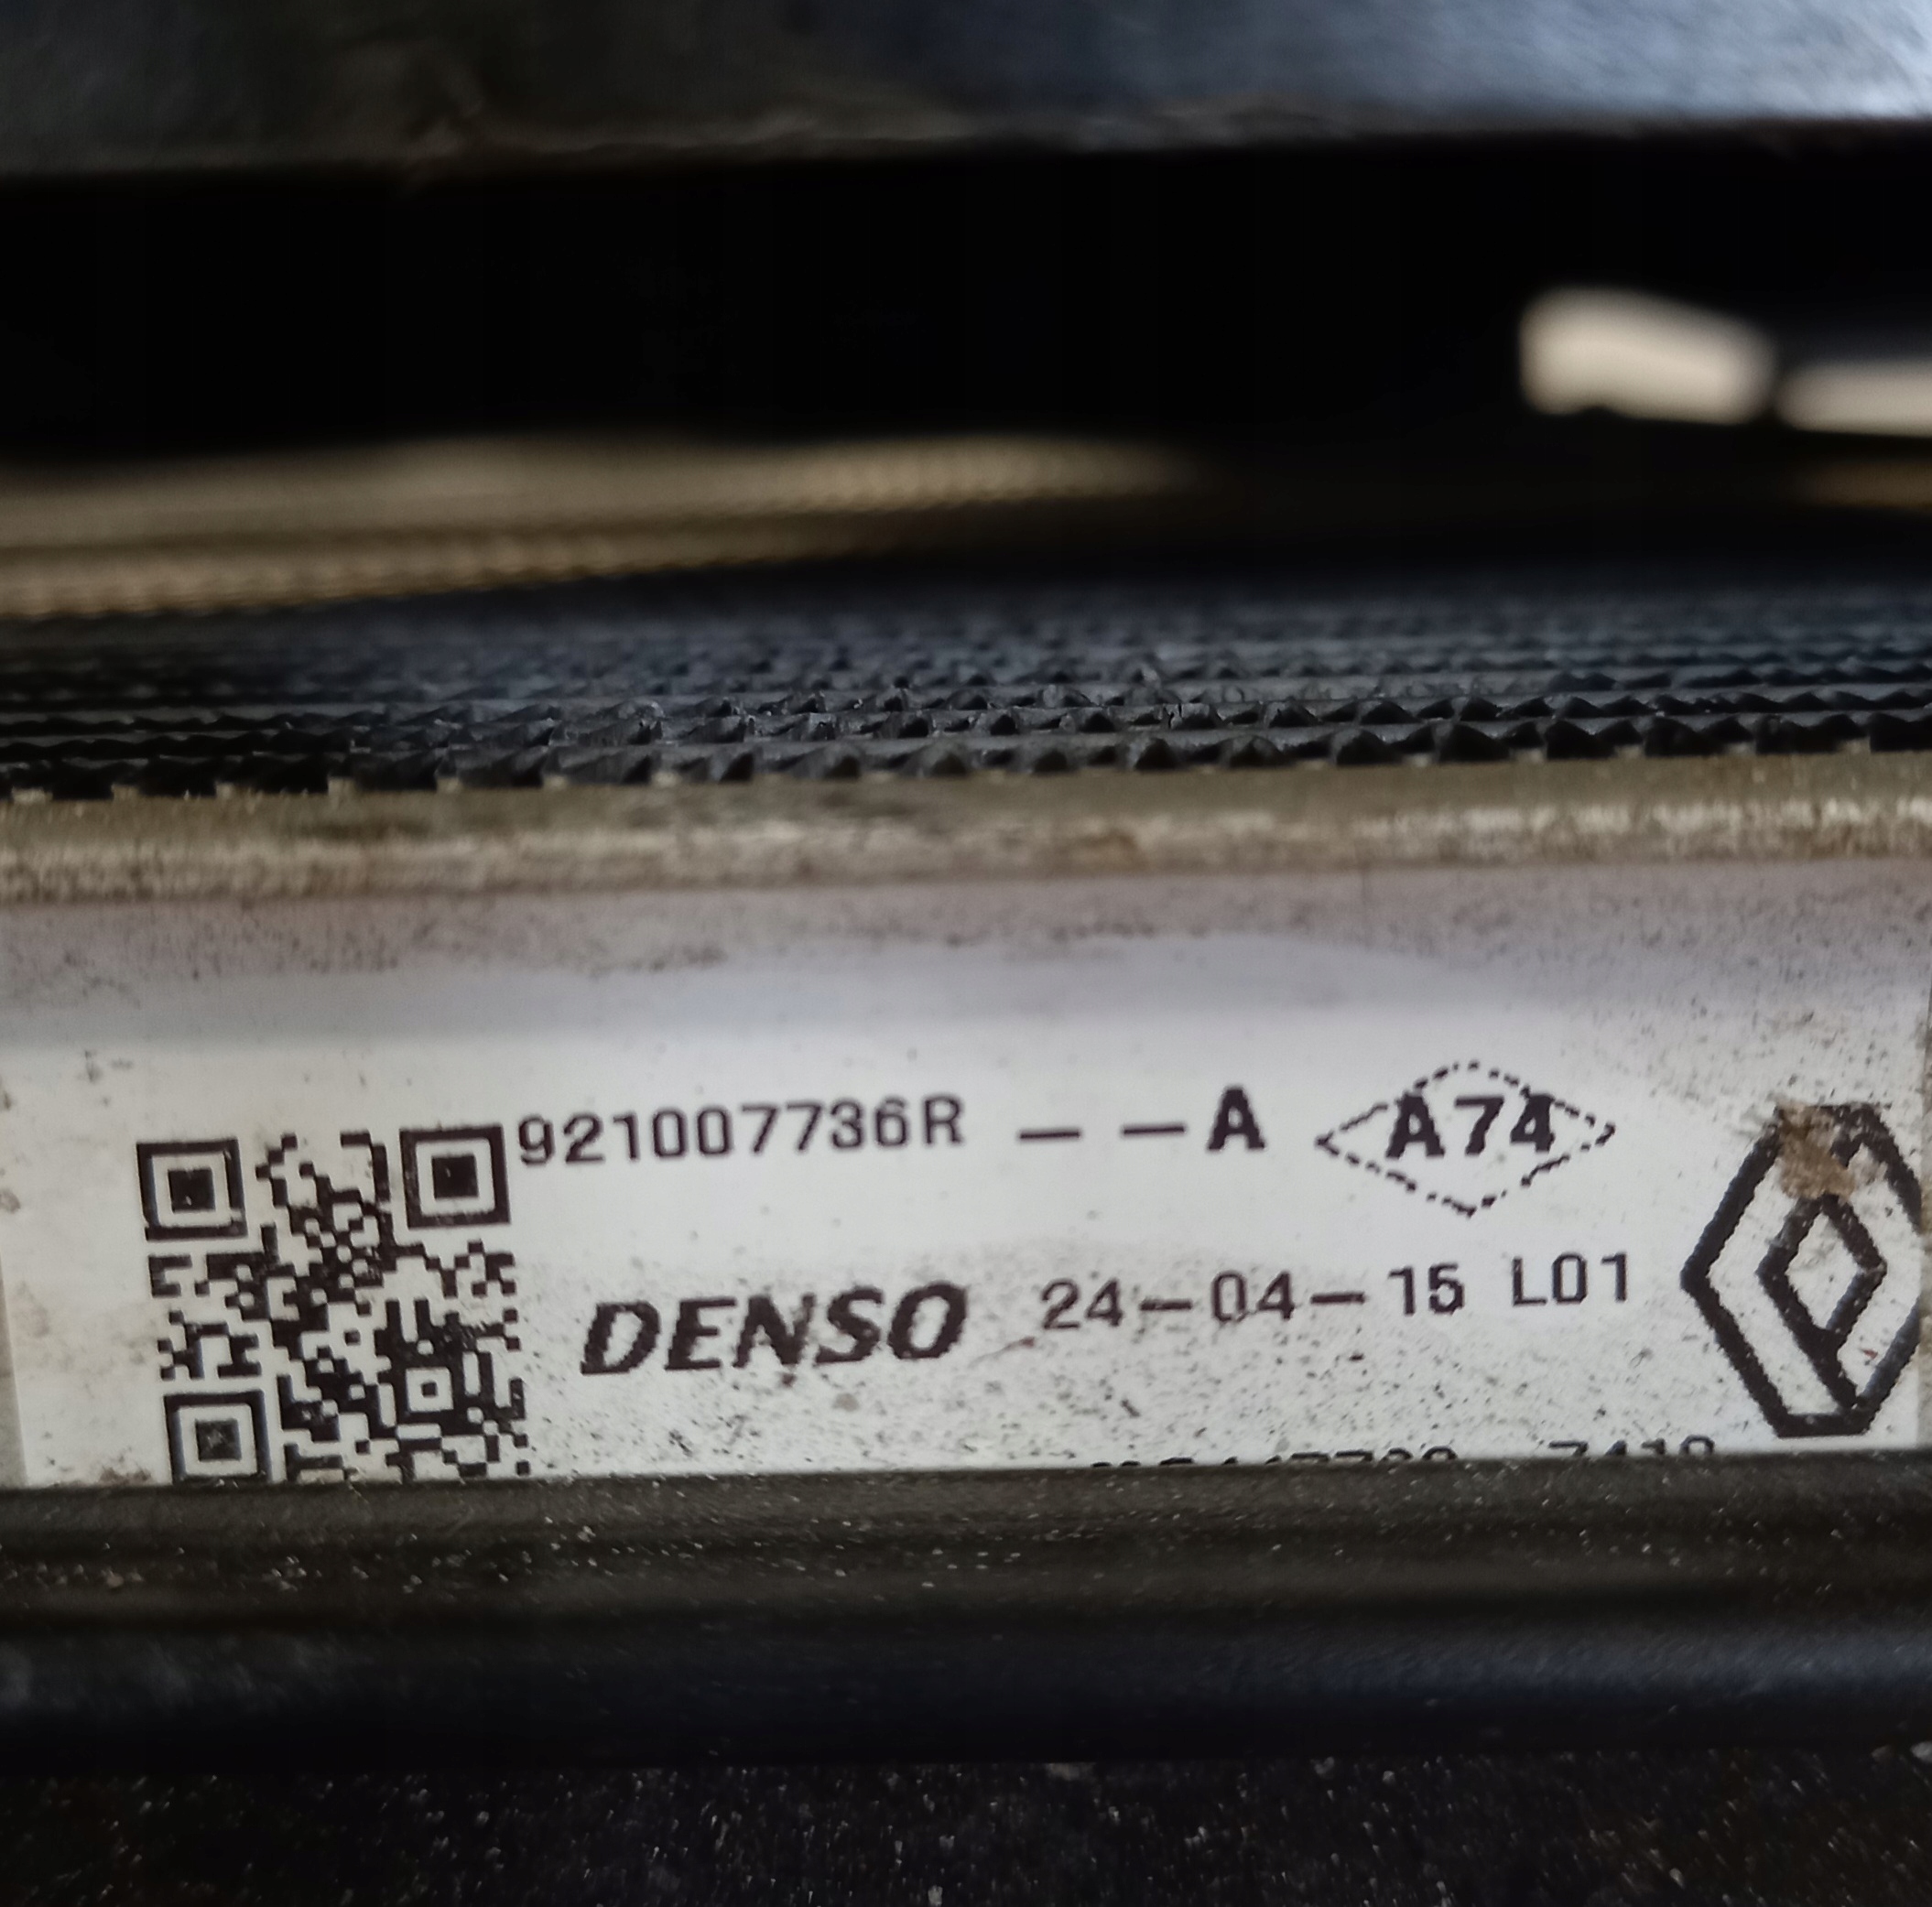 921007736R — — A A74
DENSO 24-04-15 L01